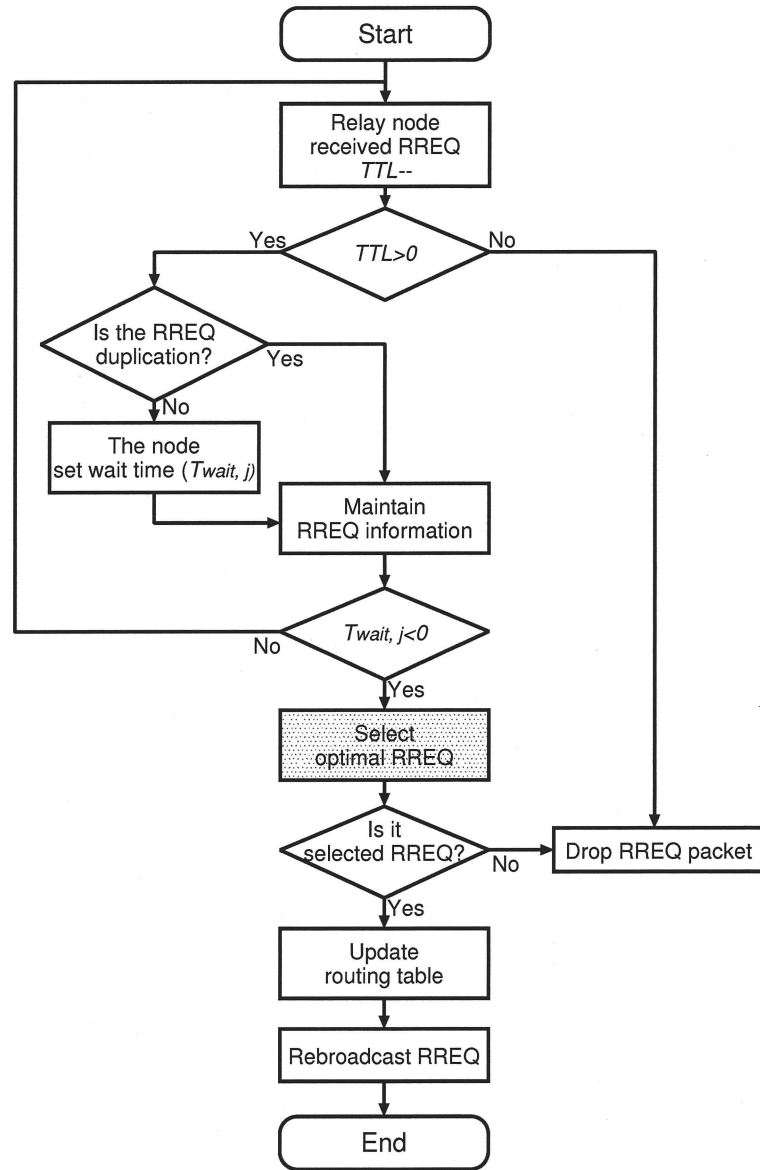 Start
Relay node
received RREQ
TTL--
Yes
TTL>0
No
Is the RREQ
duplication?
Yes
No
The node
set wait time (Twait, j)
Maintain
RREQ information
Twait, j<0
No
Yes
Select
optimal RREQ
Is it
selected RREQ?
No
Drop RREQ packet
Yes
Update
routing table
Rebroadcast RREQ
End